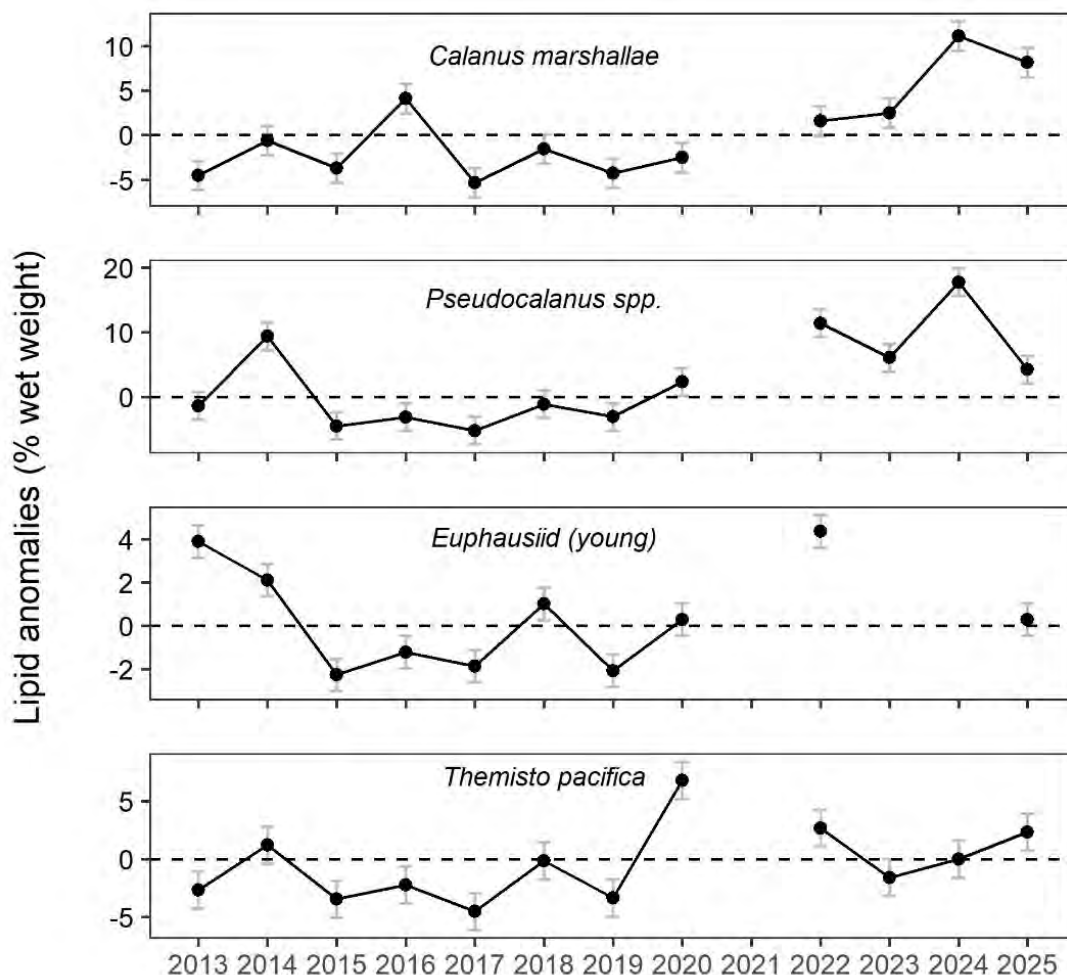 Lipid anomalies (% wet weight)
Calanus marshallae
10
5
0
-5
Pseudocalanus spp.
20
10
0
Euphausiid (young)
4
2
0
-2
Themisto pacifica
5
0
-5
2013 2014 2015 2016 2017 2018 2019 2020 2021 2022 2023 2024 2025